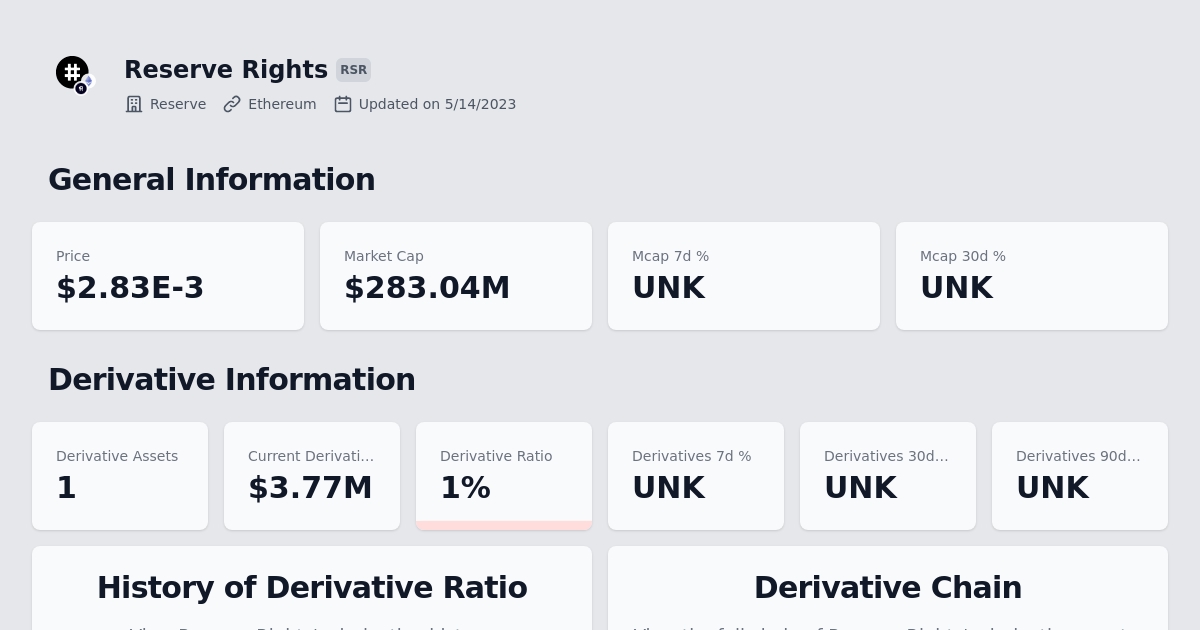 Reserve Rights RSR
Reserve Ethereum Updated on 5/14/2023
General Information
Price Market Cap Mcap 7d % Mcap 30d %
$2.83E-3 $283.04M UNK UNK
Derivative Information
Derivative Assets Current Derivati... Derivative Ratio Derivatives 7d % Derivatives 30d... Derivatives 90d...
1 $3.77M 1% UNK UNK UNK
History of Derivative Ratio Derivative Chain